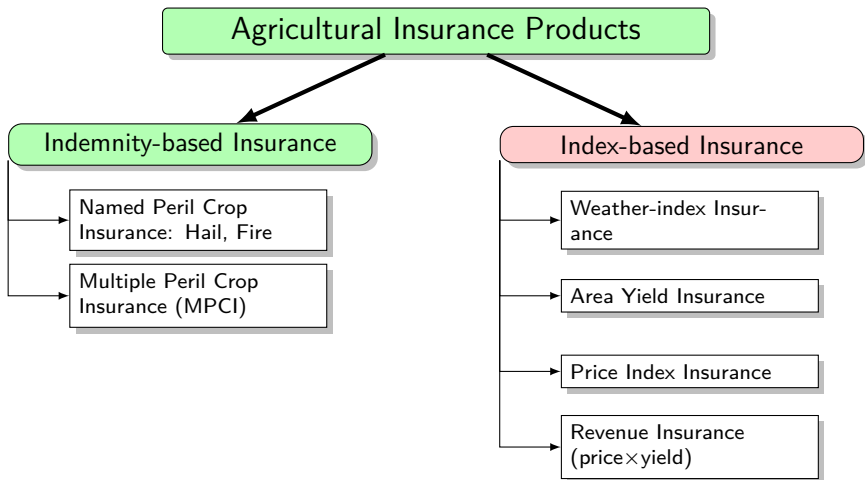 Agricultural Insurance Products
Indemnity-based Insurance
Named Peril Crop
Insurance: Hail, Fire
Multiple Peril Crop
Insurance (MPCI)
Index-based Insurance
Weather-index Insur-
ance
Area Yield Insurance
Price Index Insurance
Revenue Insurance
(price×yield)